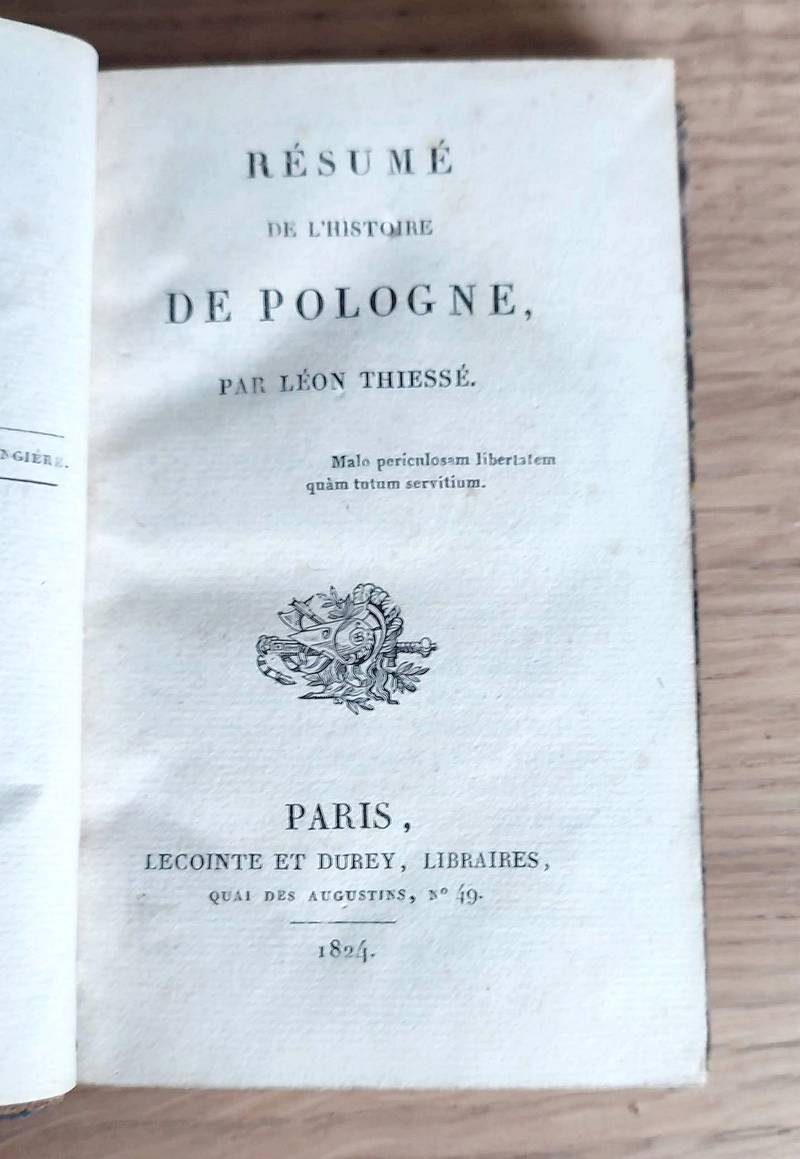 RÉSUMÉ
DE L'HISTOIRE
DE POLOGNE,
PAR LÉON THIESSÉ.
Malo periculosam libertatem
quàm tutum servitium.
PARIS,
LECOINTE ET DUREY, LIBRAIRES,
QUAI DES AUGUSTINS, Nº 49.
1824.